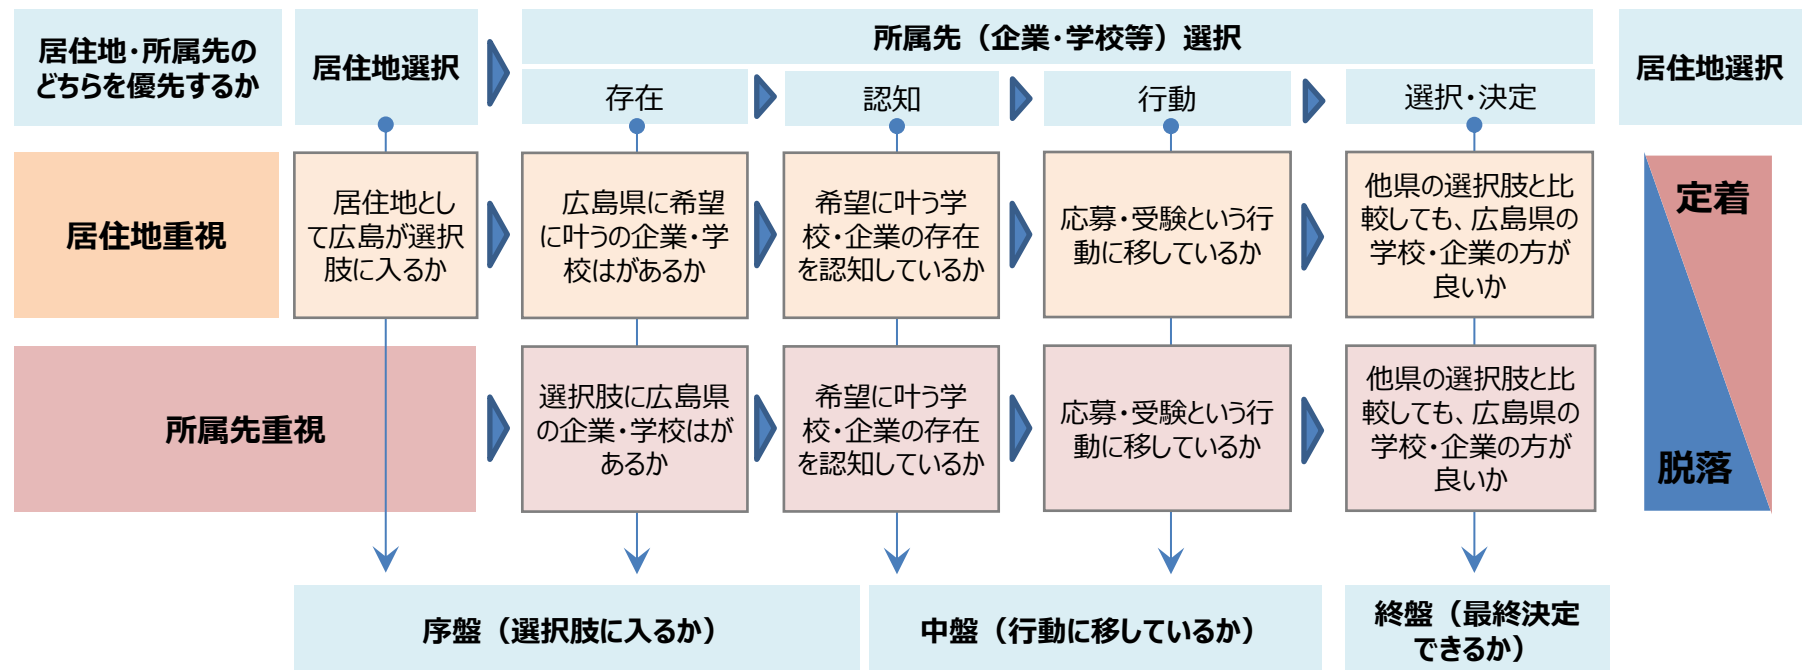 居住地・所属先の
どちらを優先するか
居住地選択
所属先（企業・学校等）選択
居住地選択
存在
認知
行動
選択・決定
居住地重視
居住地とし
て広島が選択
肢に入るか
広島県に希望
に叶うの企業・学
校はがあるか
希望に叶う学
校・企業の存在
を認知しているか
応募・受験という行
動に移しているか
他県の選択肢と比
較しても、広島県の
学校・企業の方が
良いか
定着
所属先重視
選択肢に広島県
の企業・学校はが
あるか
希望に叶う学
校・企業の存在
を認知しているか
応募・受験という行
動に移しているか
他県の選択肢と比
較しても、広島県の
学校・企業の方が
良いか
脱落
序盤（選択肢に入るか）
中盤（行動に移しているか）
終盤（最終決定
できるか）